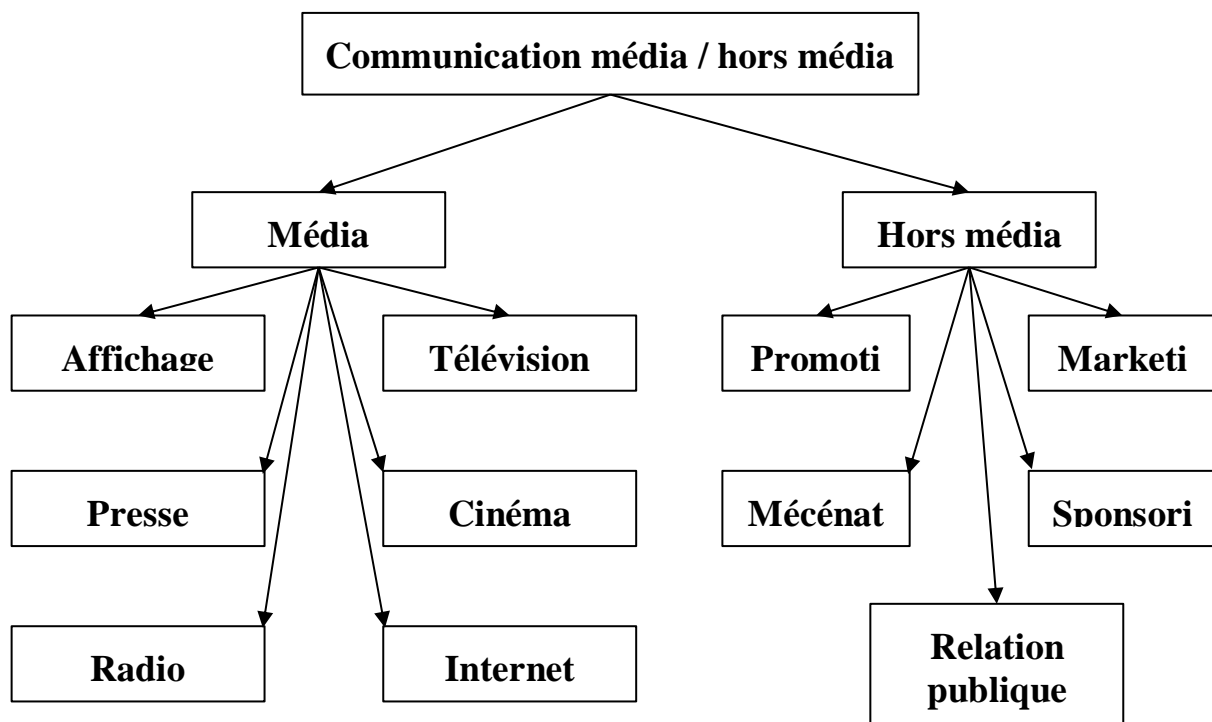 Communication média / hors média
Média
Hors média
Affichage
Télévision
Promoti
Marketi
Presse
Cinéma
Mécénat
Sponsori
Radio
Internet
Relation
publique